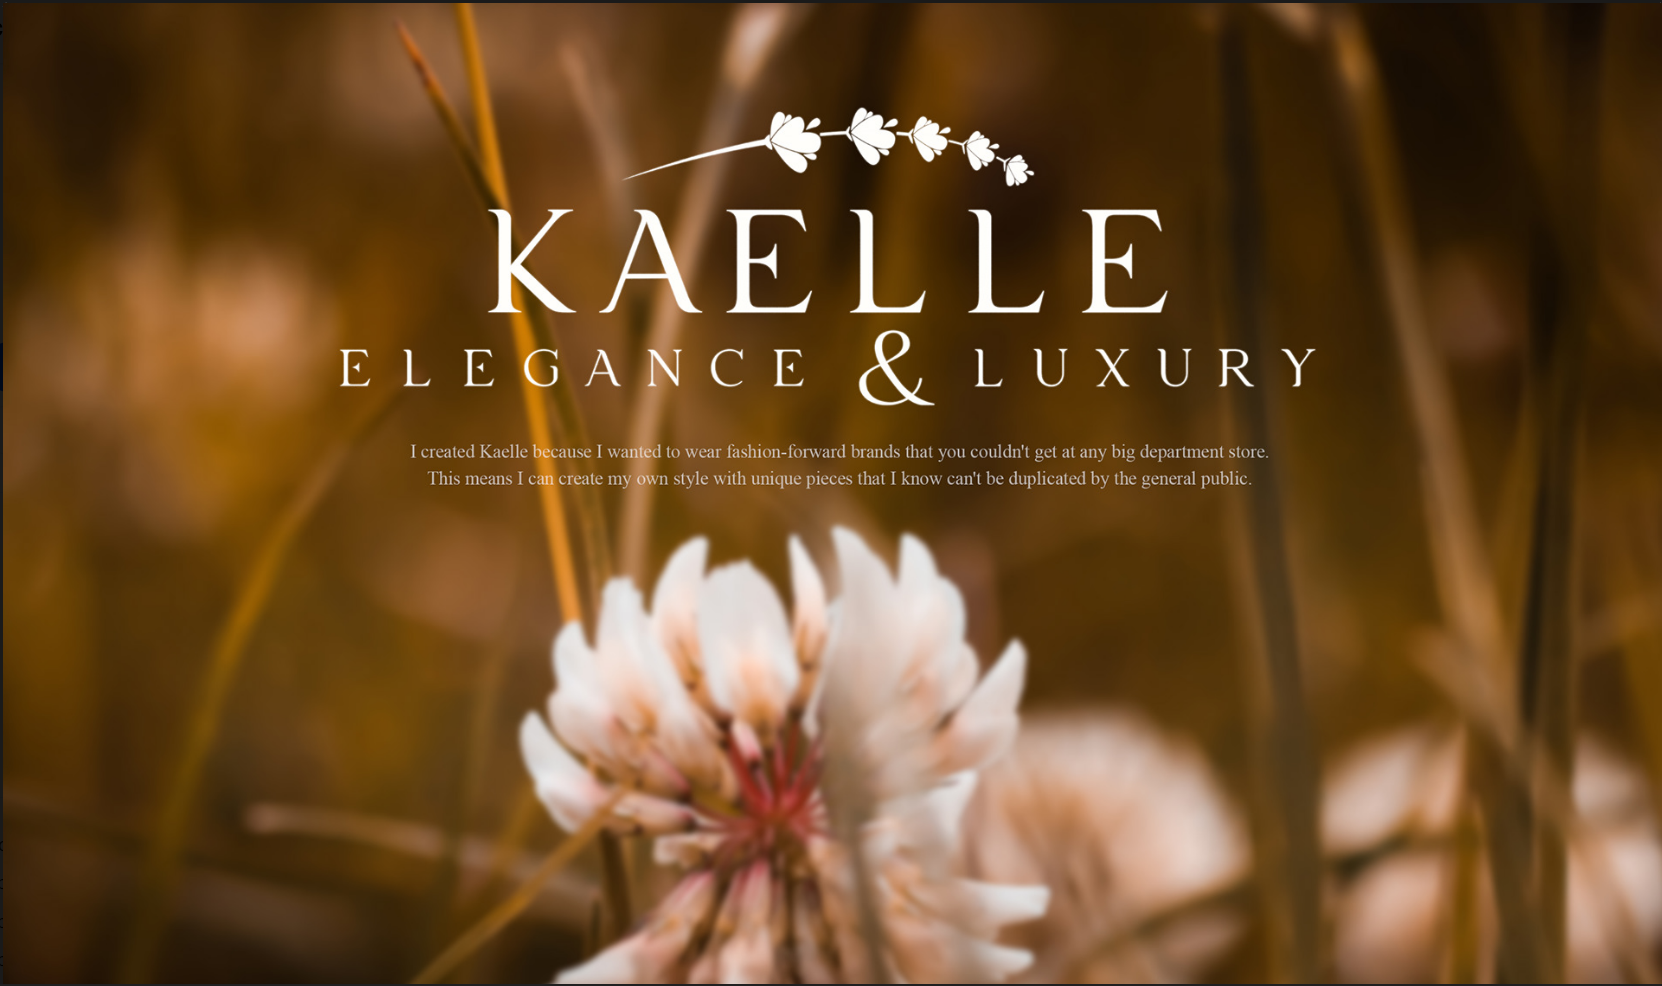 KAELLE
ELEGANCE & LUXURY
I created Kaelle because I wanted to wear fashion-forward brands that you couldn't get at any big department store.
This means I can create my own style with unique pieces that I know can't be duplicated by the general public.